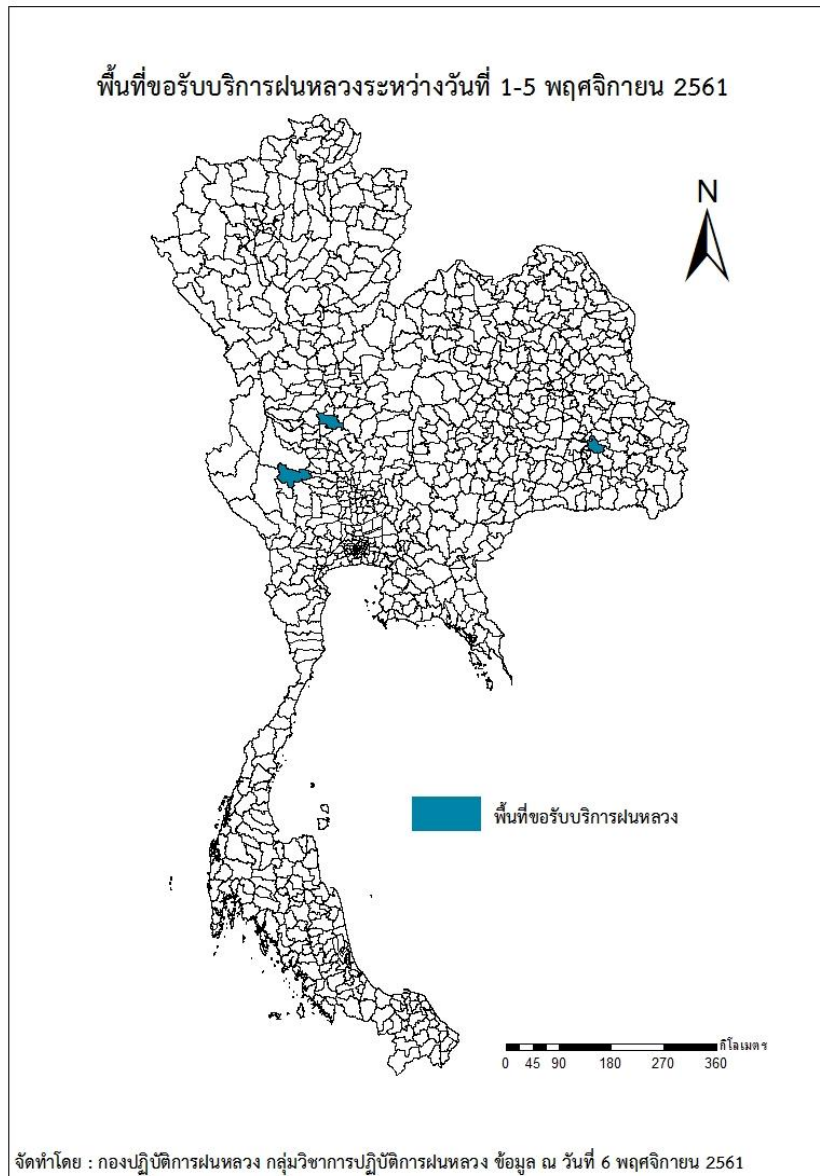 พื้นที่ขอรับบริการฝนหลวงระหว่างวันที่ 1-5 พฤศจิกายน 2561
N
พื้นที่ขอรับบริการฝนหลวง
กิโลเมตร
0 45 90 180 270 360
จัดทำโดย : กองปฏิบัติการฝนหลวง กลุ่มวิชาการปฏิบัติการฝนหลวง ข้อมูล ณ วันที่ 6 พฤศจิกายน 2561